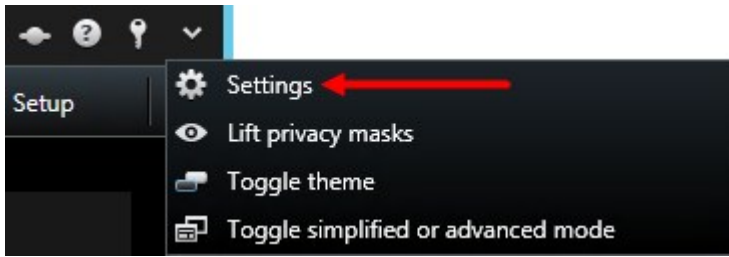 Setup
Settings
Lift privacy masks
Toggle theme
Toggle simplified or advanced mode